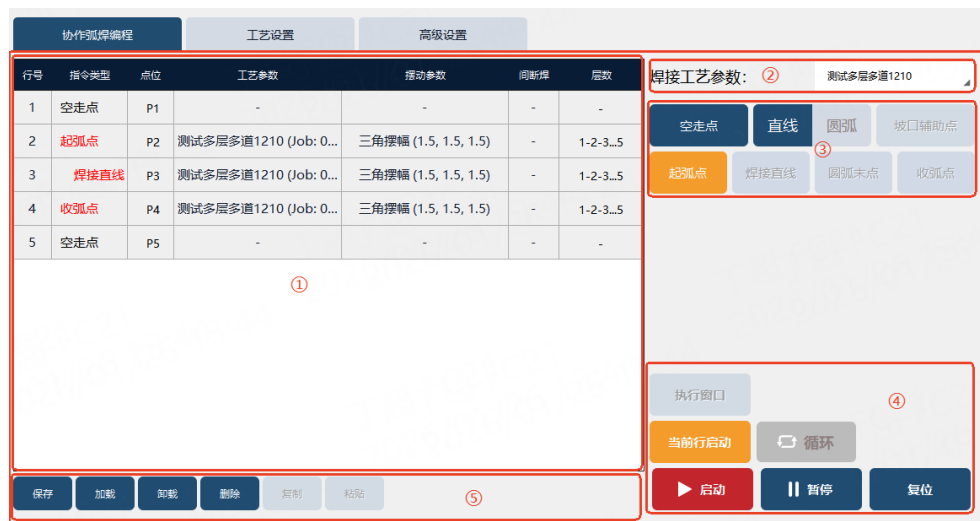 协作弧焊编程 工艺设置 高级设置
行号 指令类型 点位 工艺参数 摆动参数 间断焊 层数
1 空走点 P1 - - - -
2 起弧点 P2 测试多层多道1210 (Job: 0... 三角摆幅 (1.5, 1.5, 1.5) - 1-2-3...5
3 焊接直线 P3 测试多层多道1210 (Job: 0... 三角摆幅 (1.5, 1.5, 1.5) - 1-2-3...5
4 收弧点 P4 测试多层多道1210 (Job: 0... 三角摆幅 (1.5, 1.5, 1.5) - 1-2-3...5
5 空走点 P5 - - - -
①
保存 加载 卸载 删除 复制 粘贴 ⑤
焊接工艺参数: ② 测试多层多道1210
空走点 直线 圆弧 坡口辅助点
③
起弧点 焊接直线 圆弧末点 收弧点
执行窗口 ④
当前行启动 循环
启动 暂停 复位